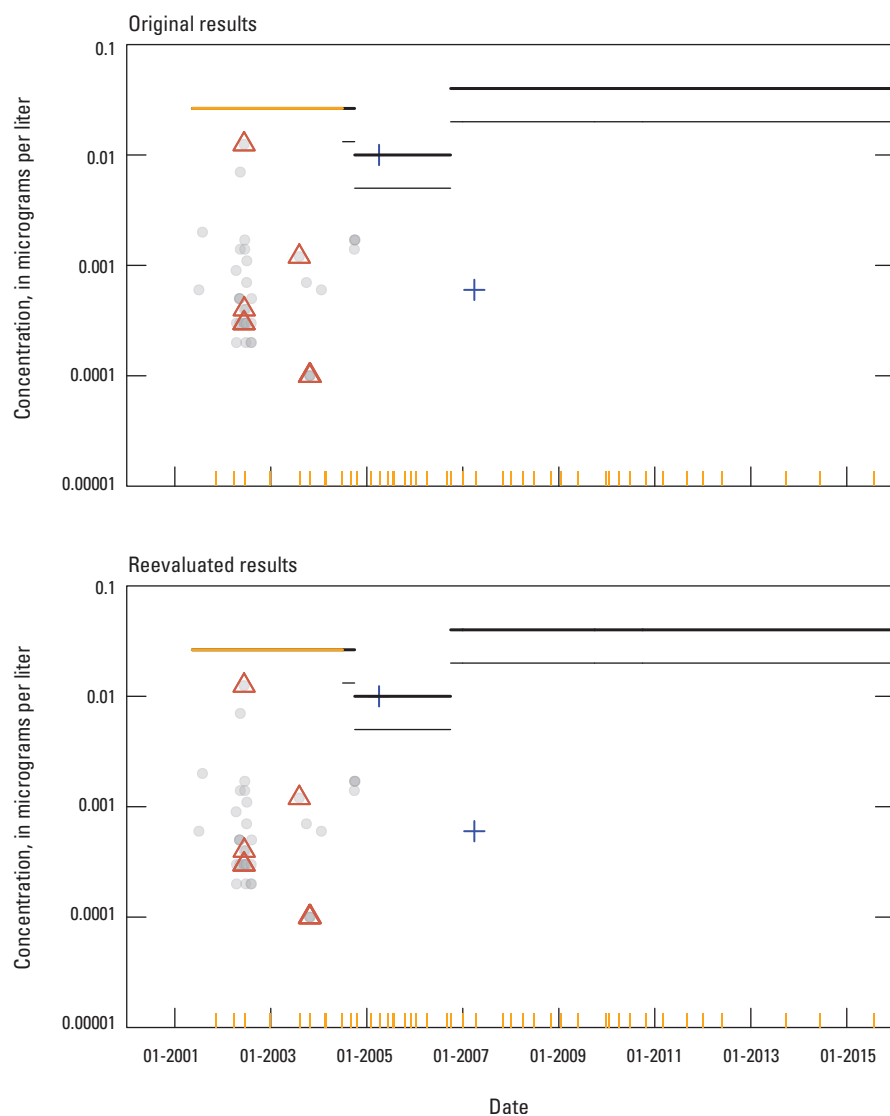 Original results
0.1
0.01
0.001
0.0001
0.00001
Concentration, in micrograms per liter
Reevaluated results
0.1
0.01
0.001
0.0001
0.00001
Concentration, in micrograms per liter
01-2001 01-2003 01-2005 01-2007 01-2009 01-2011 01-2013 01-2015
Date